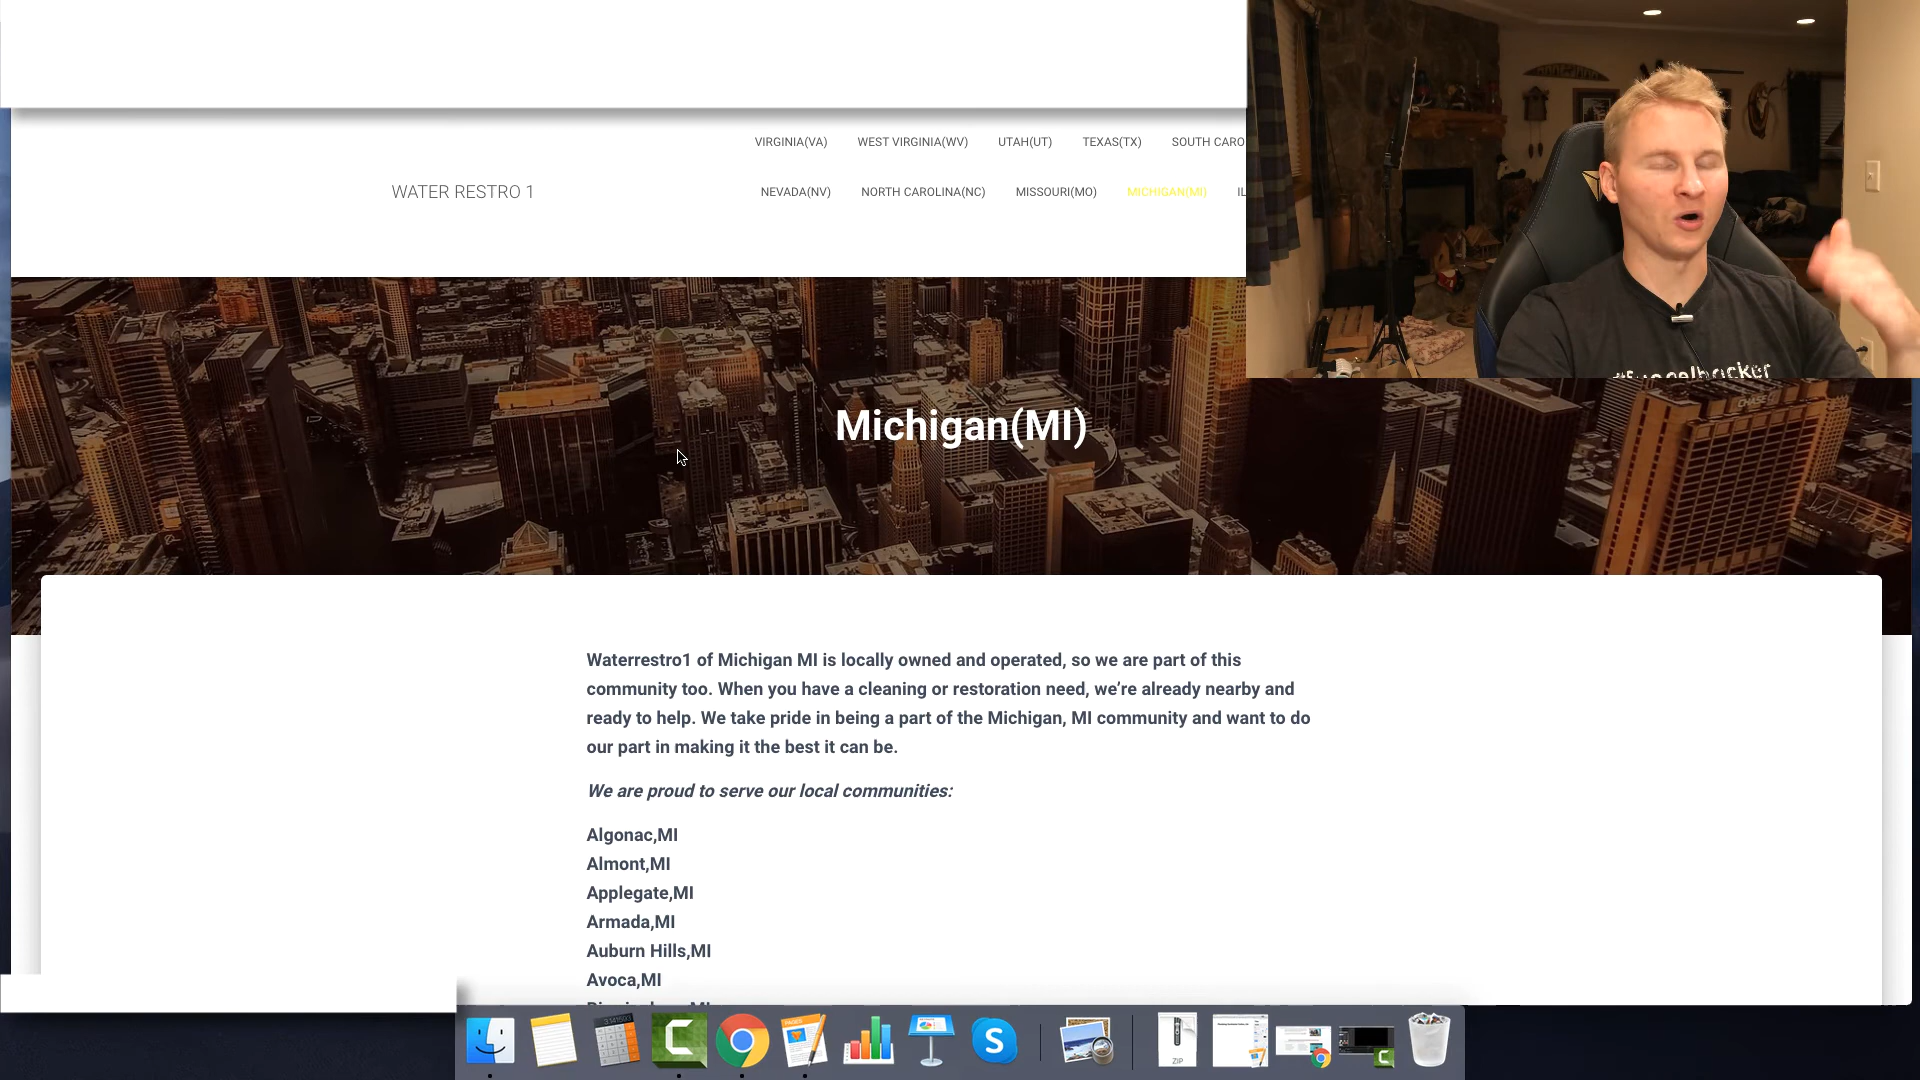 VIRGINIA(VA) WEST VIRGINIA(WV) UTAH(UT) TEXAS(TX) SOUTH CARO
WATER RESTRO 1
NEVADA(NV) NORTH CAROLINA(NC) MISSOURI(MO) MICHIGAN(MI) IL
CHASE
Michigan(MI)
Waterrestro1 of Michigan MI is locally owned and operated, so we are part of this
community too. When you have a cleaning or restoration need, we’re already nearby and
ready to help. We take pride in being a part of the Michigan, MI community and want to do
our part in making it the best it can be.
We are proud to serve our local communities:
Algonac,MI
Almont,MI
Applegate,MI
Armada,MI
Auburn Hills,MI
Avoca,MI
PAGES
ZIP